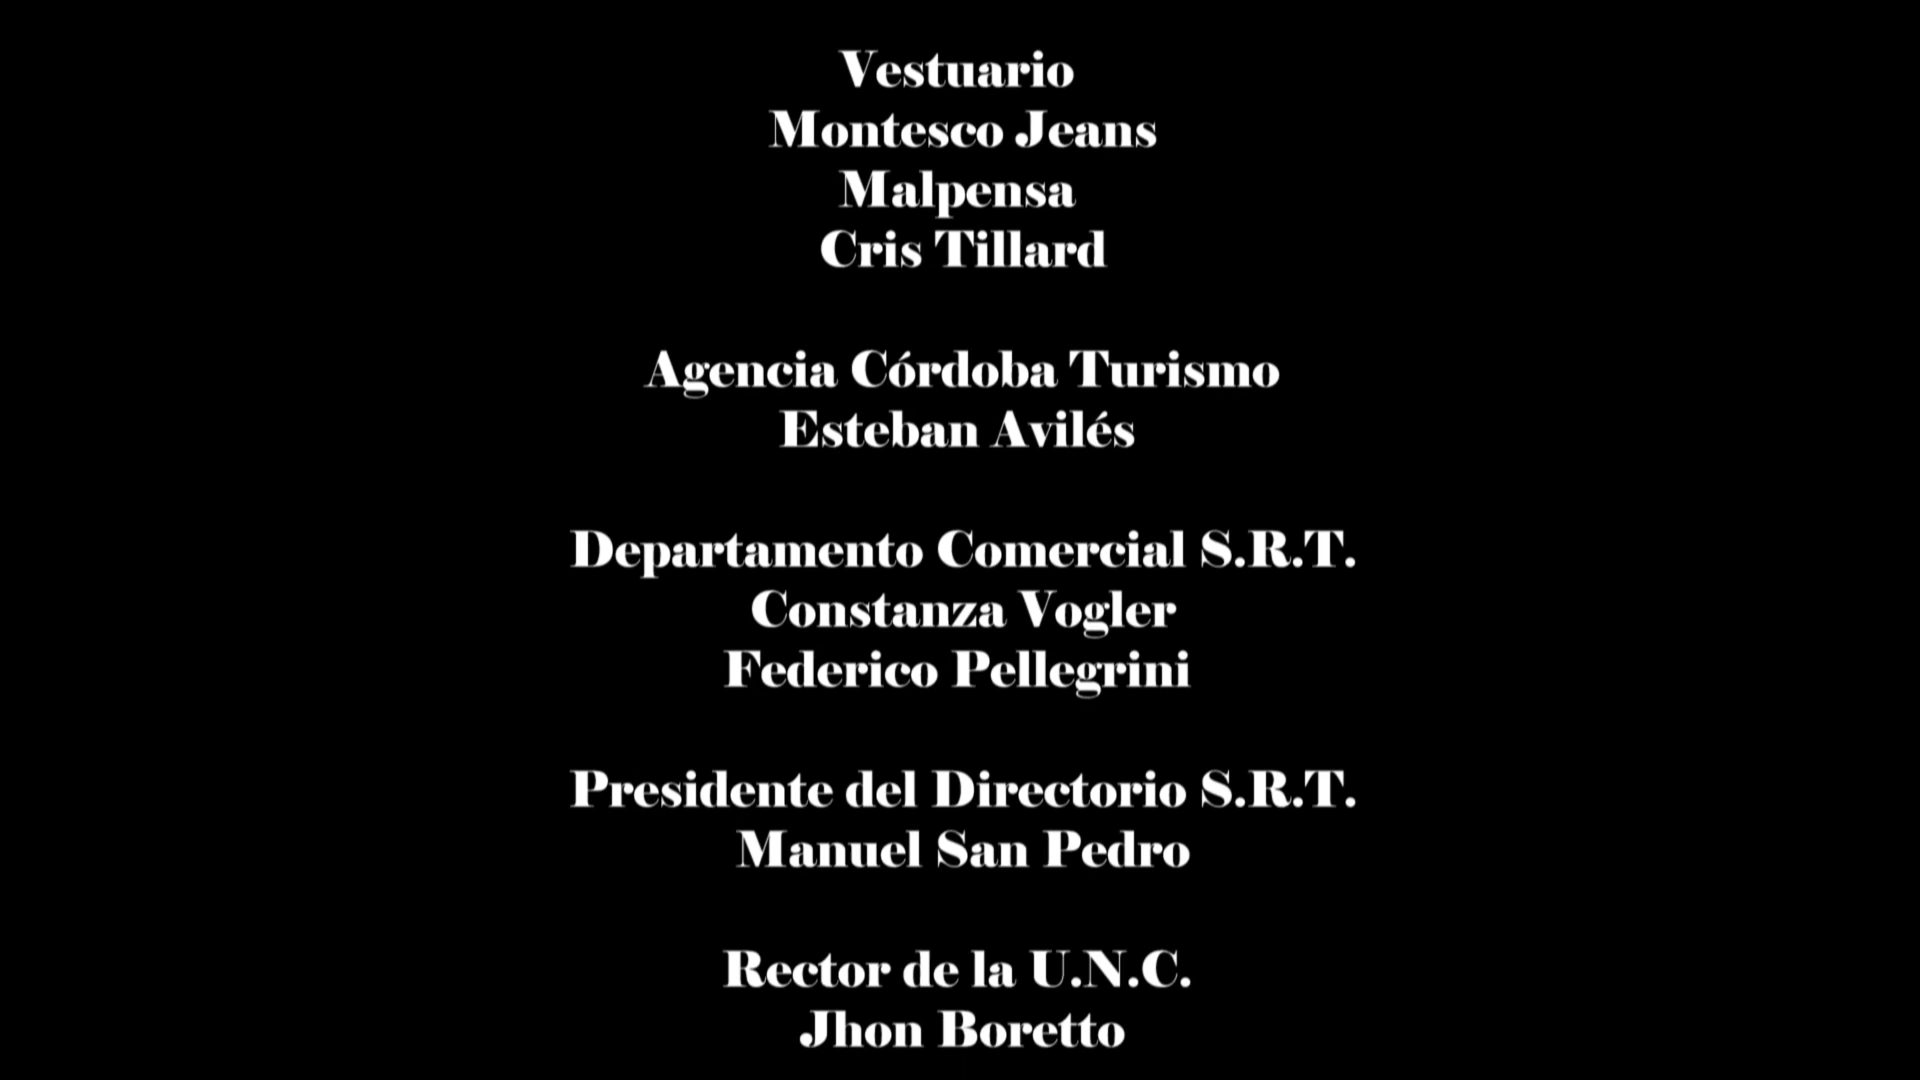 Vestuario
Montesco Jeans
Malpensa
Cris Tillard
Agencia Córdoba Turismo
Esteban Avilés
Departamento Comercial S.R.T.
Constanza Vogler
Federico Pellegrini
Presidente del Directorio S.R.T.
Manuel San Pedro
Rector de la U.N.C.
Jhon Boretto